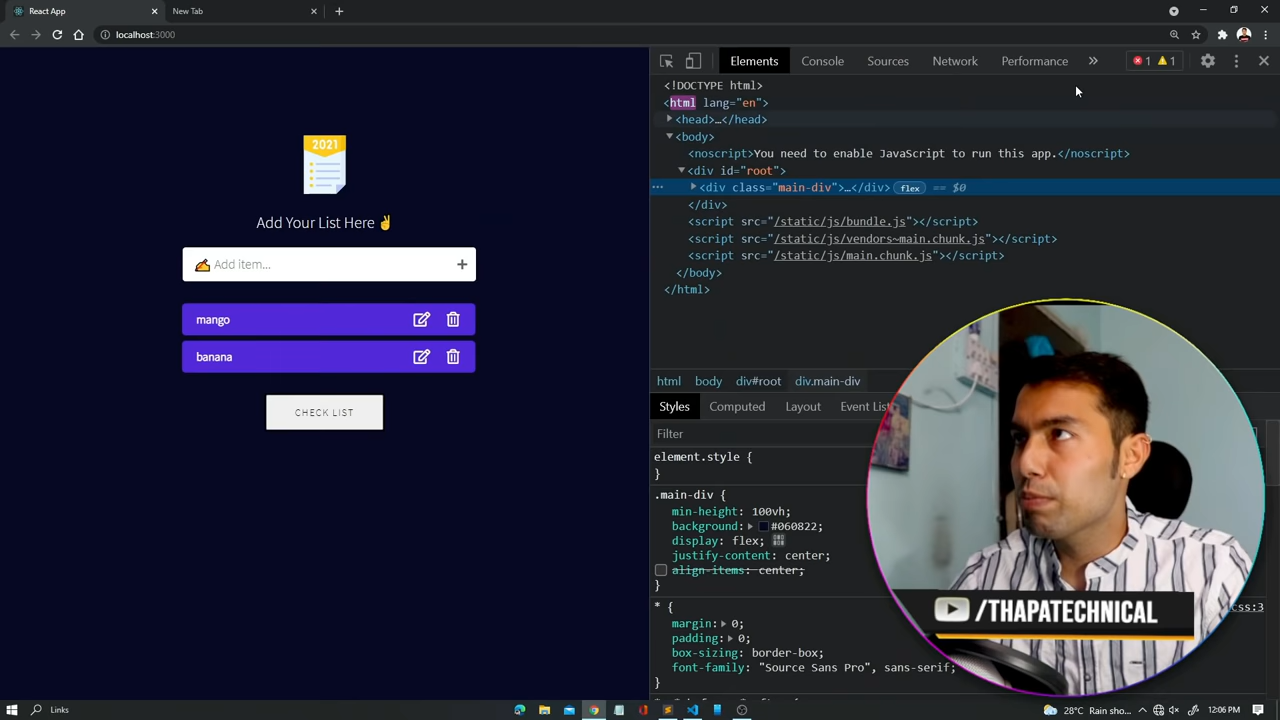 React App
New Tab
localhost:3000
2021
Add Your List Here ✌
✍ Add item...
mango
banana
CHECK LIST
Elements
Console
Sources
Network
Performance
1
1
<!DOCTYPE html>
<html lang="en">
<head>…</head>
<body>
<noscript>You need to enable JavaScript to run this app.</noscript>
<div id="root">
<div class="main-div">…</div> flex == $0
</div>
<script src="/static/js/bundle.js"></script>
<script src="/static/js/vendors~main.chunk.js"></script>
<script src="/static/js/main.chunk.js"></script>
</body>
</html>
html body div#root div.main-div
Styles Computed Layout
Filter
element.style {
}
.main-div {
min-height: 100vh;
background: #060822;
display: flex;
justify-content: center;
align-items: center;
}
* {
margin: 0;
padding: 0;
box-sizing: border-box;
font-family: "Source Sans Pro", sans-serif;
}
/THAPATECHNICAL
Links
28°C Rain sho...
12:06 PM